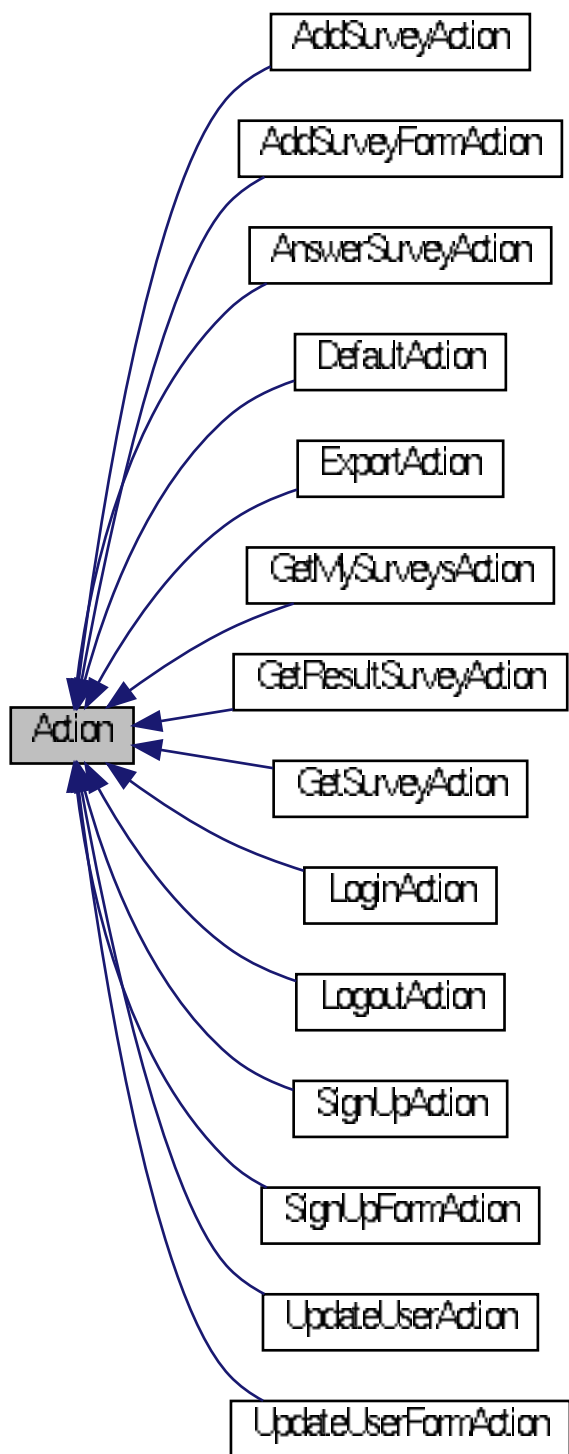 AddSurveyAction
AddSurveyFormAction
AnswerSurveyAction
DefaultAction
ExportAction
GetMySurveysAction
GetResultSurveyAction
Action
GetSurveyAction
LoginAction
LogoutAction
SignUpAction
SignUpFormAction
UpdateUserAction
UpdateUserFormAction